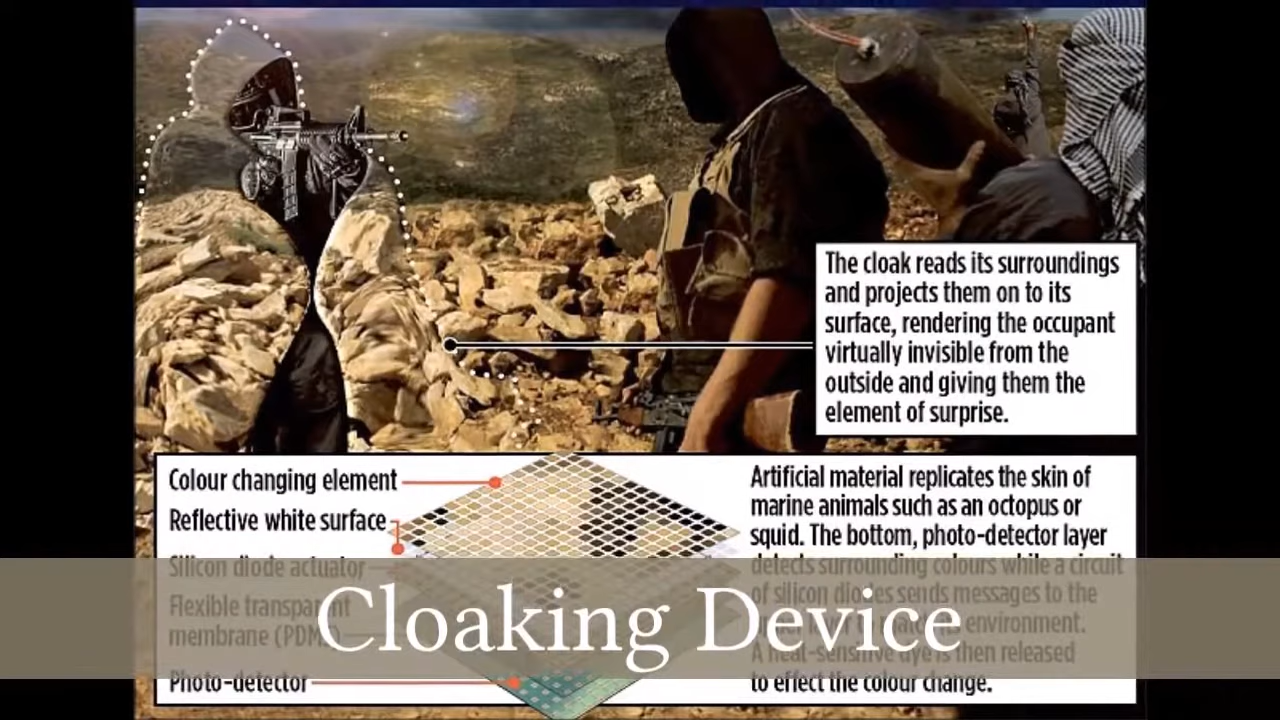 The cloak reads its surroundings
and projects them on to its
surface, rendering the occupant
virtually invisible from the
outside and giving them the
element of surprise.
Colour changing element
Reflective white surface
Silicon diode actuator
Flexible transparent
membrane (PDM
Photo-detector
Artificial material replicates the skin of
marine animals such as an octopus or
squid. The bottom, photo-detector layer
detects surrounding colours while a circuit
of silicon diodes sends messages to the
environment.
A heat-sensitive dye is then released
to effect the colour change.
Cloaking Device